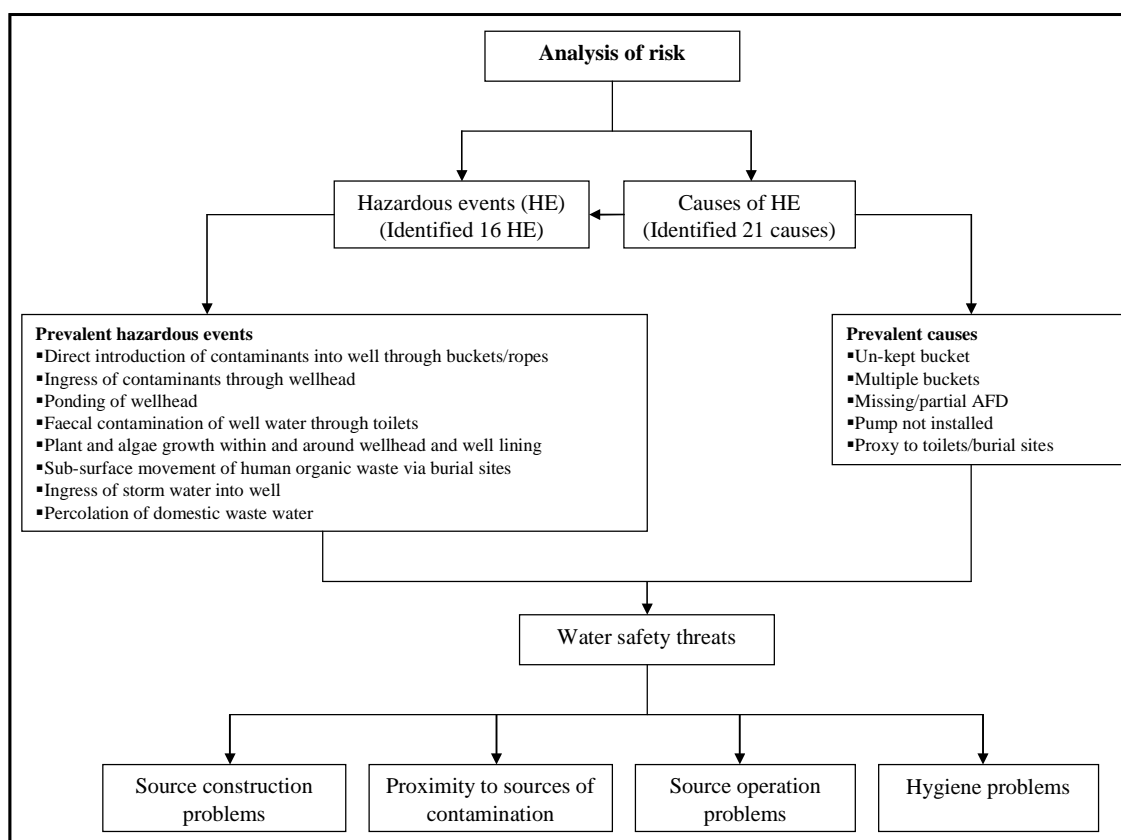 Analysis of risk
Hazardous events (HE)
(Identified 16 HE)
Causes of HE
(Identified 21 causes)
Prevalent hazardous events
▪Direct introduction of contaminants into well through buckets/ropes
▪Ingress of contaminants through wellhead
▪Ponding of wellhead
▪Faecal contamination of well water through toilets
▪Plant and algae growth within and around wellhead and well lining
▪Sub-surface movement of human organic waste via burial sites
▪Ingress of storm water into well
▪Percolation of domestic waste water
Prevalent causes
▪Un-kept bucket
▪Multiple buckets
▪Missing/partial AFD
▪Pump not installed
▪Proxy to toilets/burial sites
Water safety threats
Source construction
problems
Proximity to sources of
contamination
Source operation
problems
Hygiene problems